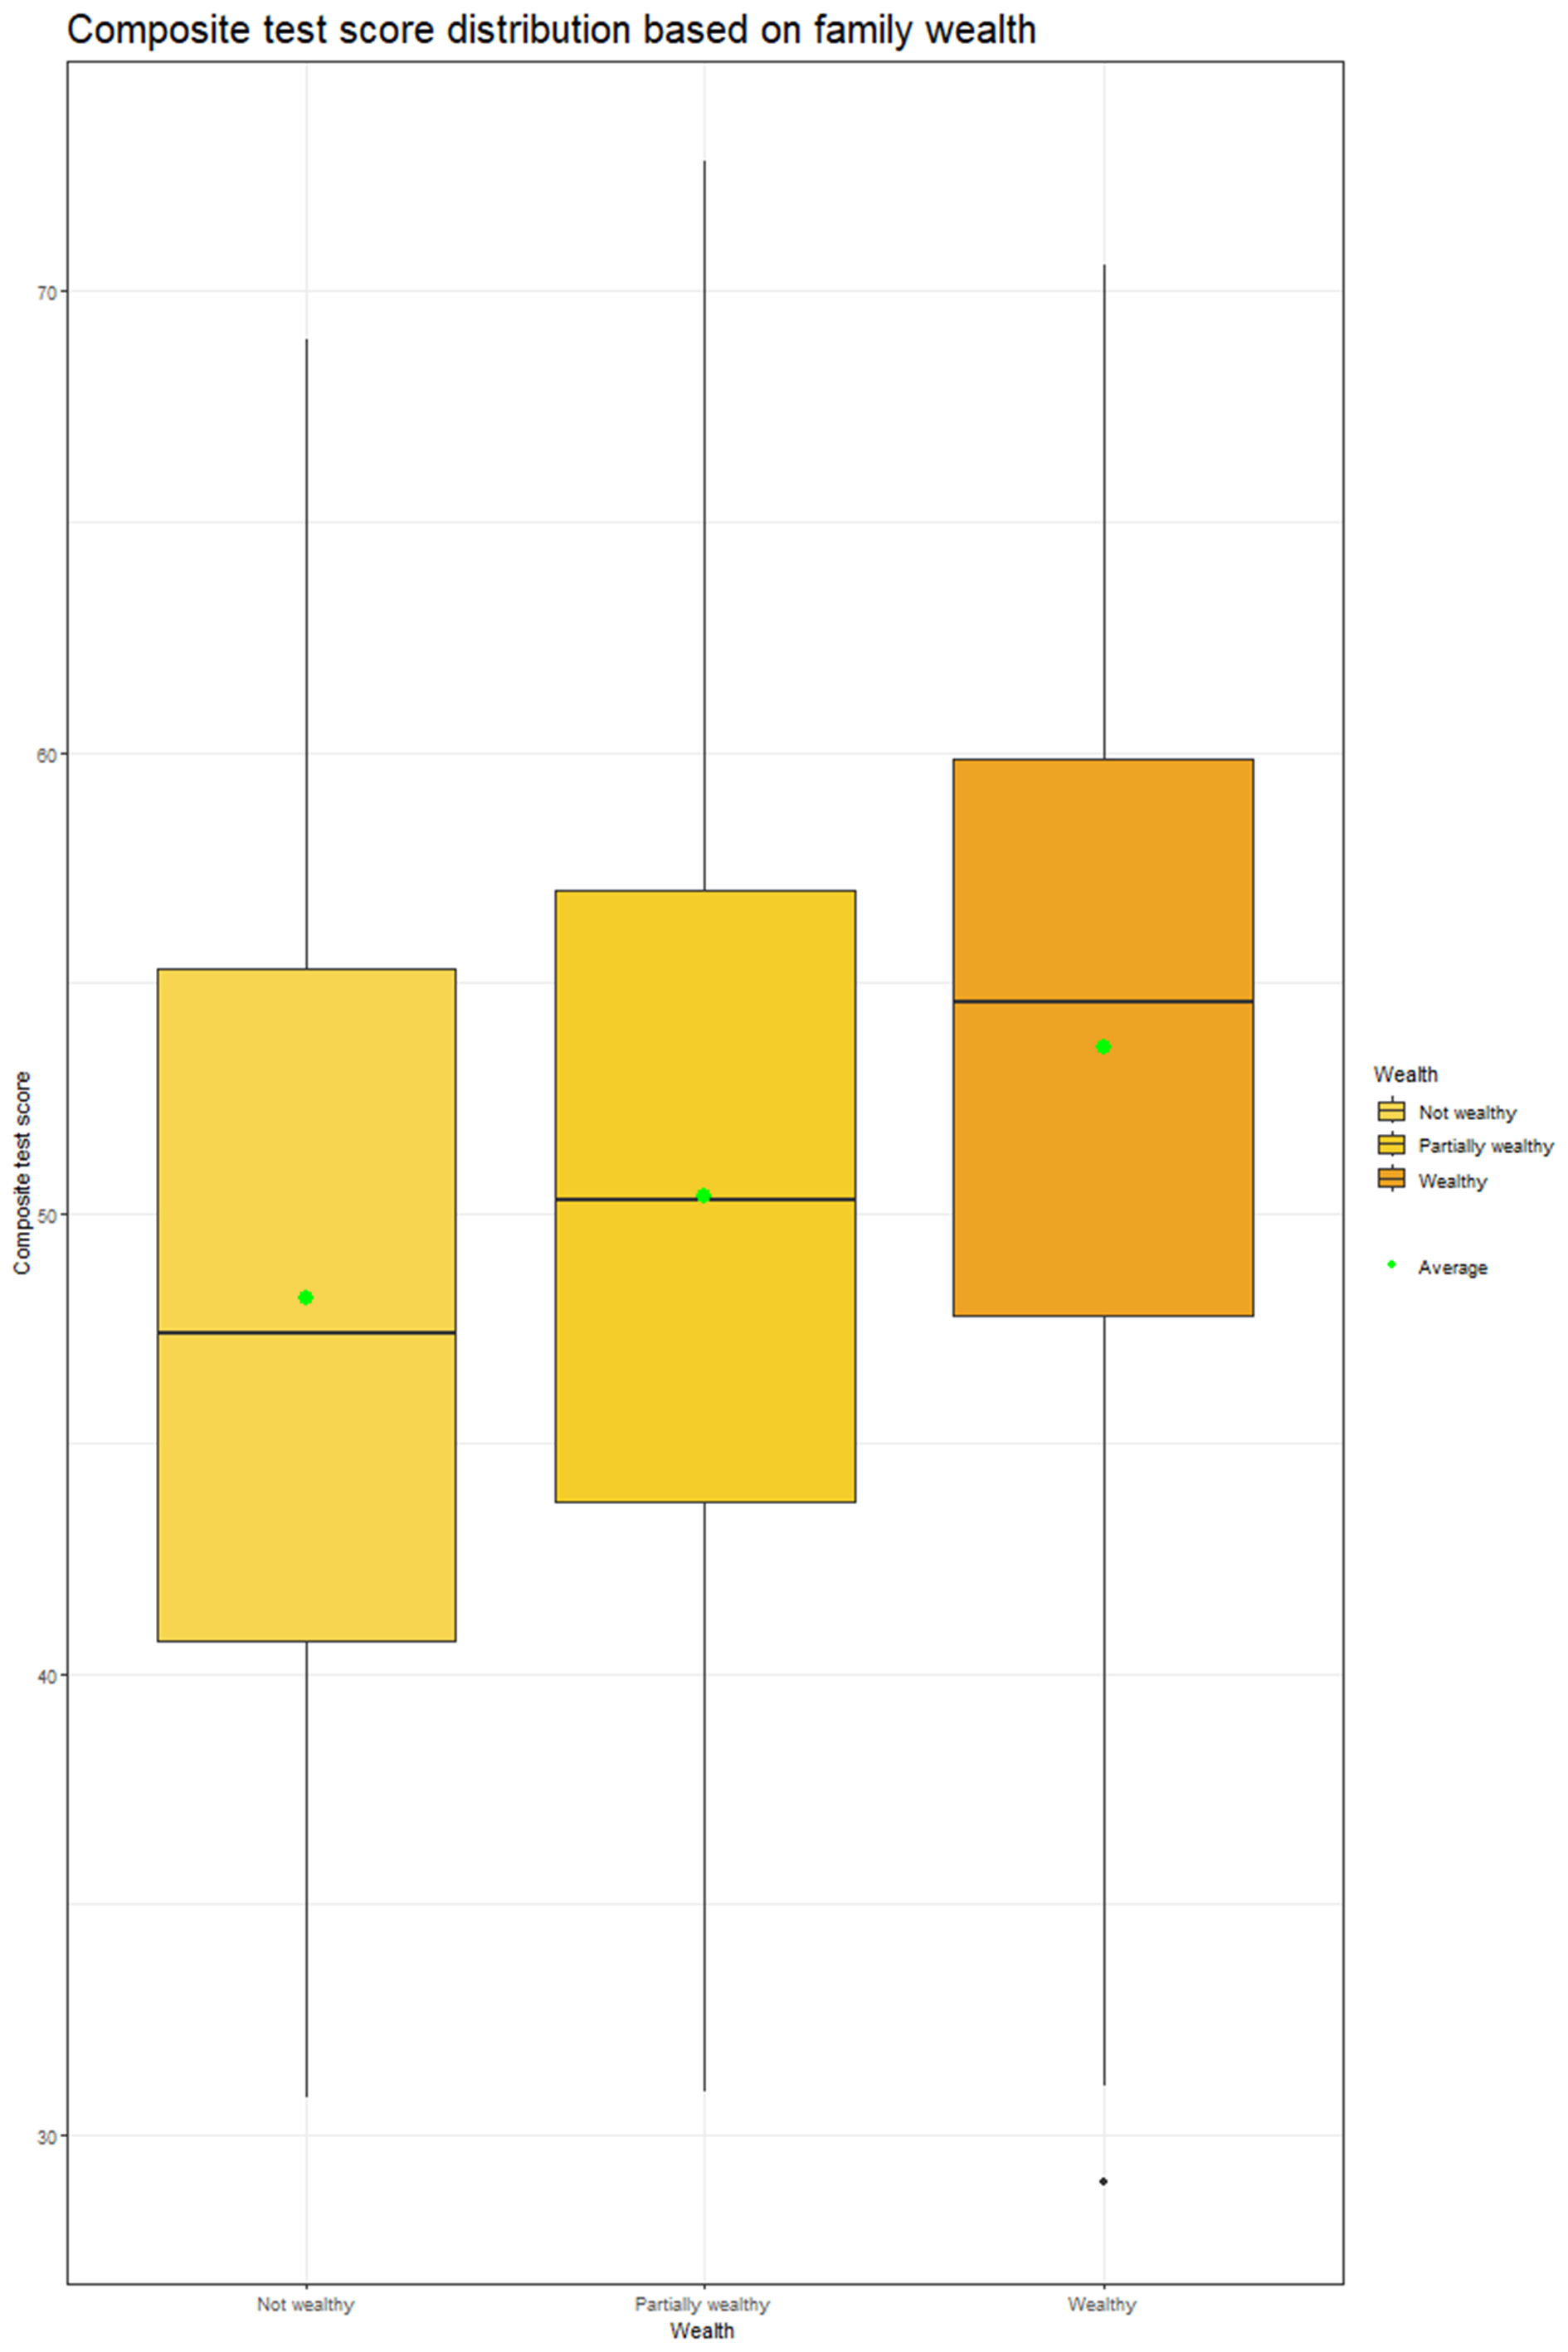 Composite test score distribution based on family wealth
Composite test score
70
60
50
40
30
Not wealthy
Partially wealthy
Wealthy
Wealth
Wealth
Not wealthy
Partially wealthy
Wealthy
Average